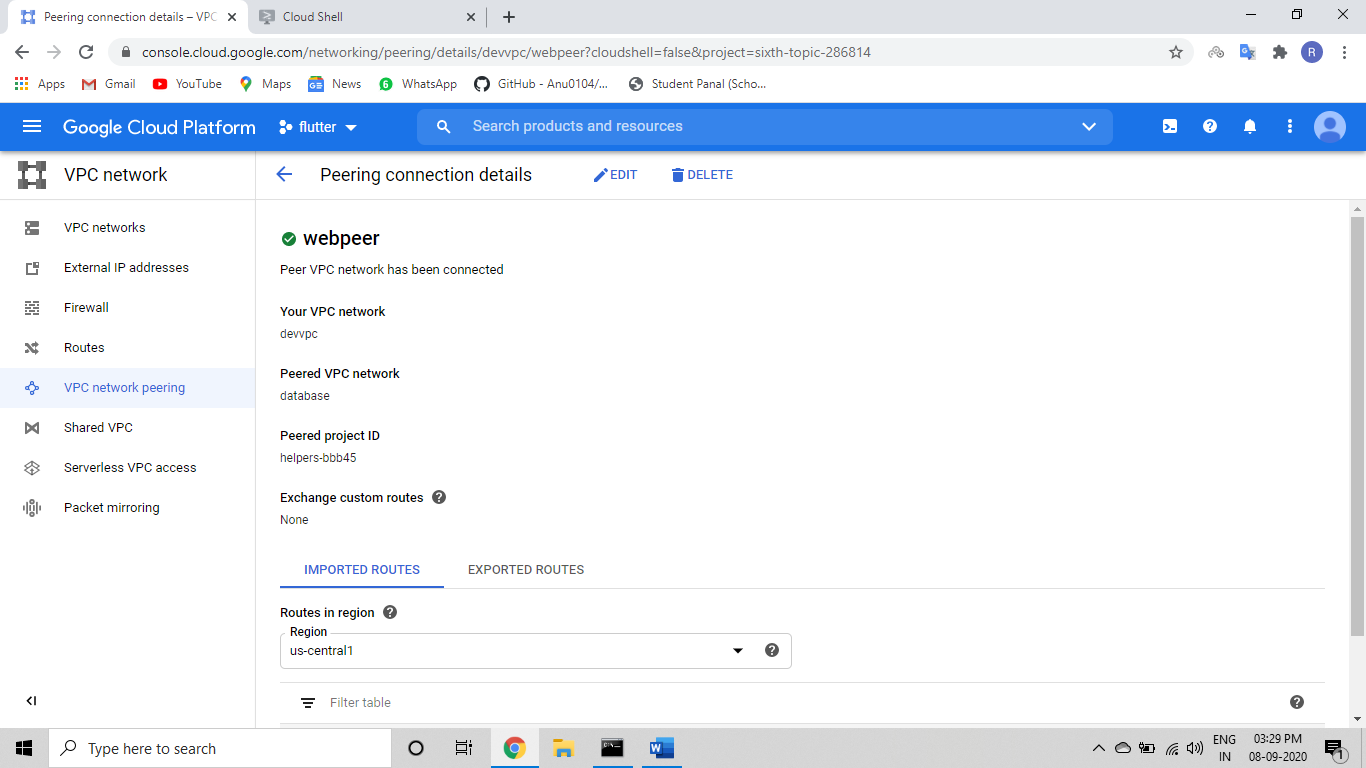 Peering connection details – VPC
Cloud Shell
console.cloud.google.com/networking/peering/details/devvpc/webpeer?cloudshell=false&project=sixth-topic-286814
R
Apps
Gmail
YouTube
Maps
News
6
WhatsApp
GitHub - Anu0104/...
Student Panal (Scho...
Google Cloud Platform
flutter
Search products and resources
VPC network
Peering connection details
EDIT
DELETE
VPC networks
External IP addresses
Firewall
Routes
VPC network peering
Shared VPC
Serverless VPC access
Packet mirroring
webpeer
Peer VPC network has been connected
Your VPC network
devvpc
Peered VPC network
database
Peered project ID
helpers-bbb45
Exchange custom routes
None
IMPORTED ROUTES
EXPORTED ROUTES
Routes in region
Region
us-central1
Filter table
Type here to search
ENG
IN
03:29 PM
08-09-2020
1